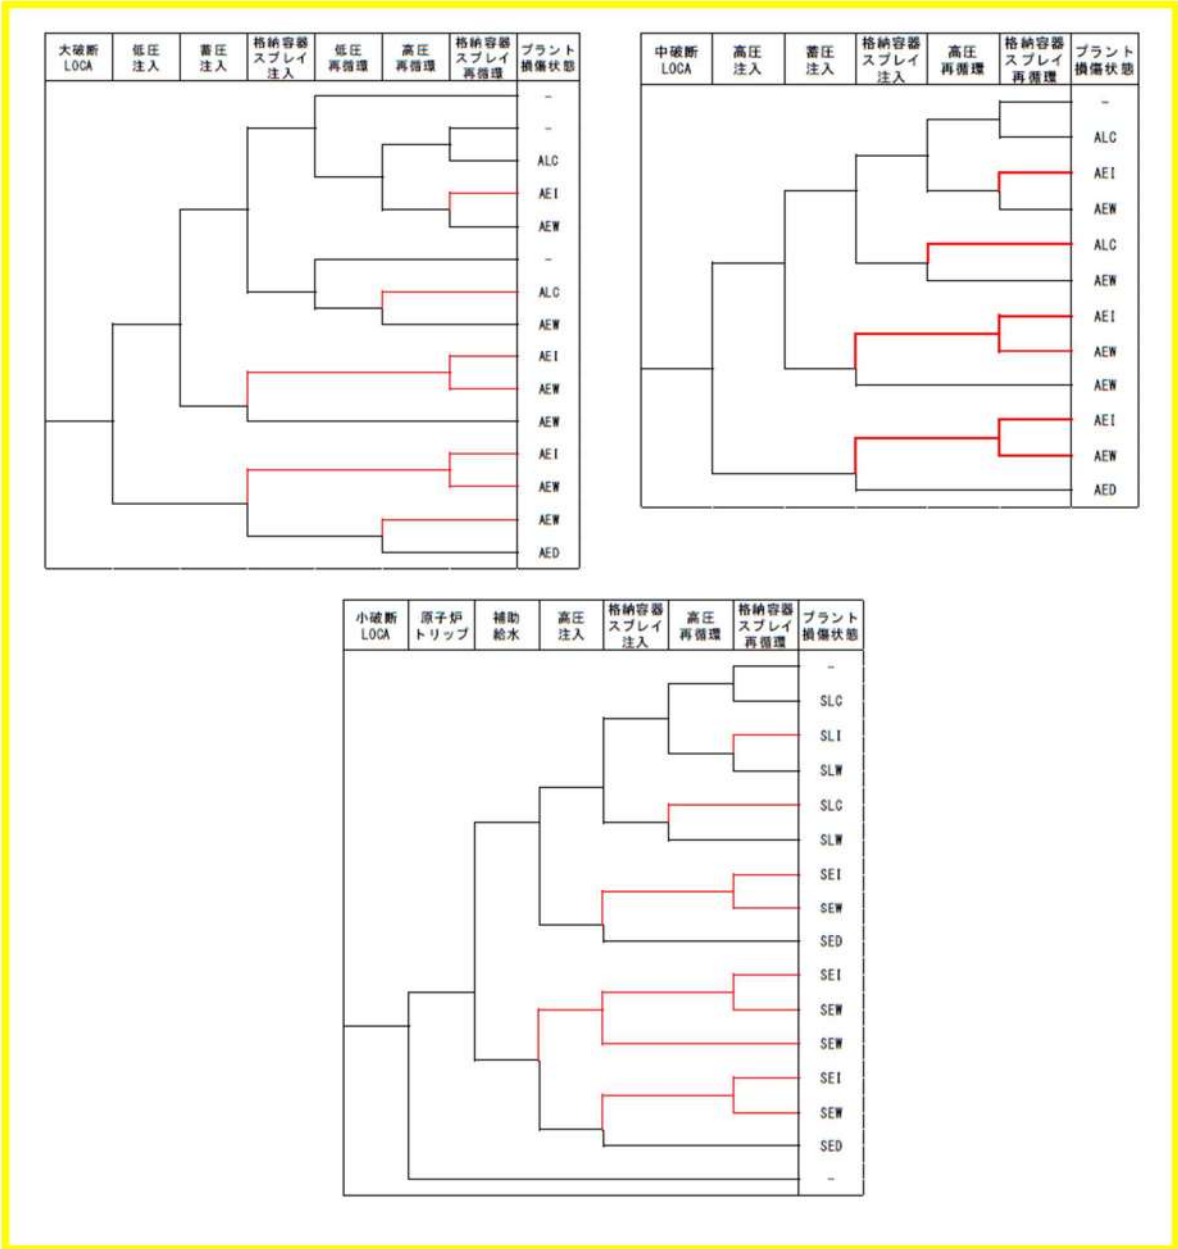 大破断
LOCA
低圧
注入
蓄圧
注入
格納容器
スプレイ
注入
低圧
再循環
高圧
再循環
格納容器
スプレイ
再循環
プラント
損傷状態
-
-
ALC
AEI
AEW
-
ALC
AEW
AEI
AEW
AEW
AEI
AEW
AEW
AED
中破断
LOCA
高圧
注入
蓄圧
注入
格納容器
スプレイ
注入
高圧
再循環
格納容器
スプレイ
再循環
プラント
損傷状態
-
ALC
AEI
AEW
ALC
AEW
AEI
AEW
AEW
AEI
AEW
AED
小破断
LOCA
原子炉
トリップ
補助
給水
高圧
注入
格納容器
スプレイ
注入
高圧
再循環
格納容器
スプレイ
再循環
プラント
損傷状態
-
SLC
SLI
SLW
SLC
SLW
SEI
SEW
SED
SEI
SEW
SEW
SEI
SEW
SED
-